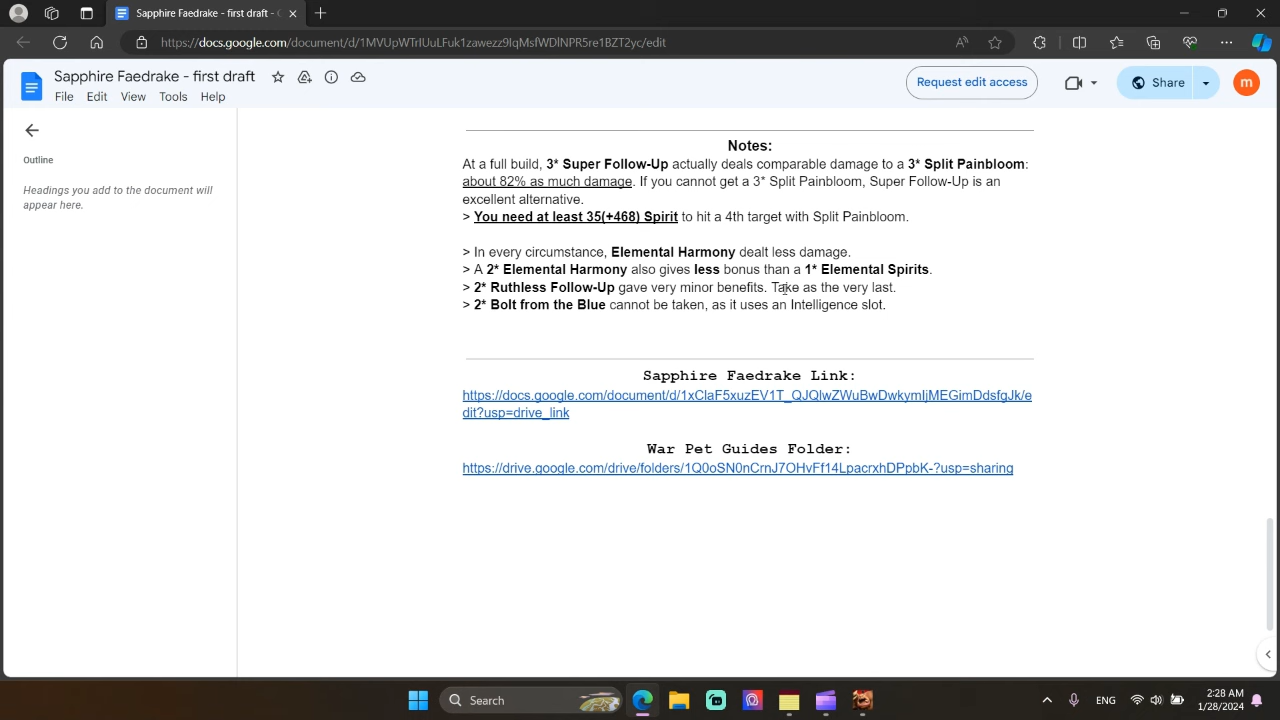 Sapphire Faedrake - first draft - G
https://docs.google.com/document/d/1MVUpWTrIUuLFuk1zawezz9IqMsfWDlNPR5re1BZT2yc/edit
Sapphire Faedrake - first draft
File Edit View Tools Help
Request edit access
Share
m
Outline
Headings you add to the document will
appear here.
Notes:
At a full build, 3* Super Follow-Up actually deals comparable damage to a 3* Split Painbloom:
about 82% as much damage. If you cannot get a 3* Split Painbloom, Super Follow-Up is an
excellent alternative.
> You need at least 35(+468) Spirit to hit a 4th target with Split Painbloom.
> In every circumstance, Elemental Harmony dealt less damage.
> A 2* Elemental Harmony also gives less bonus than a 1* Elemental Spirits.
> 2* Ruthless Follow-Up gave very minor benefits. Take as the very last.
> 2* Bolt from the Blue cannot be taken, as it uses an Intelligence slot.
Sapphire Faedrake Link:
https://docs.google.com/document/d/1xClaF5xuzEV1T_QJQlwZWuBwDwkymIjMEGimDdsfgJk/e
dit?usp=drive_link
War Pet Guides Folder:
https://drive.google.com/drive/folders/1Q0oSN0nCrnJ7OHvFf14LpacrxhDPpbK-?usp=sharing
Search
ENG
2:28 AM
1/28/2024